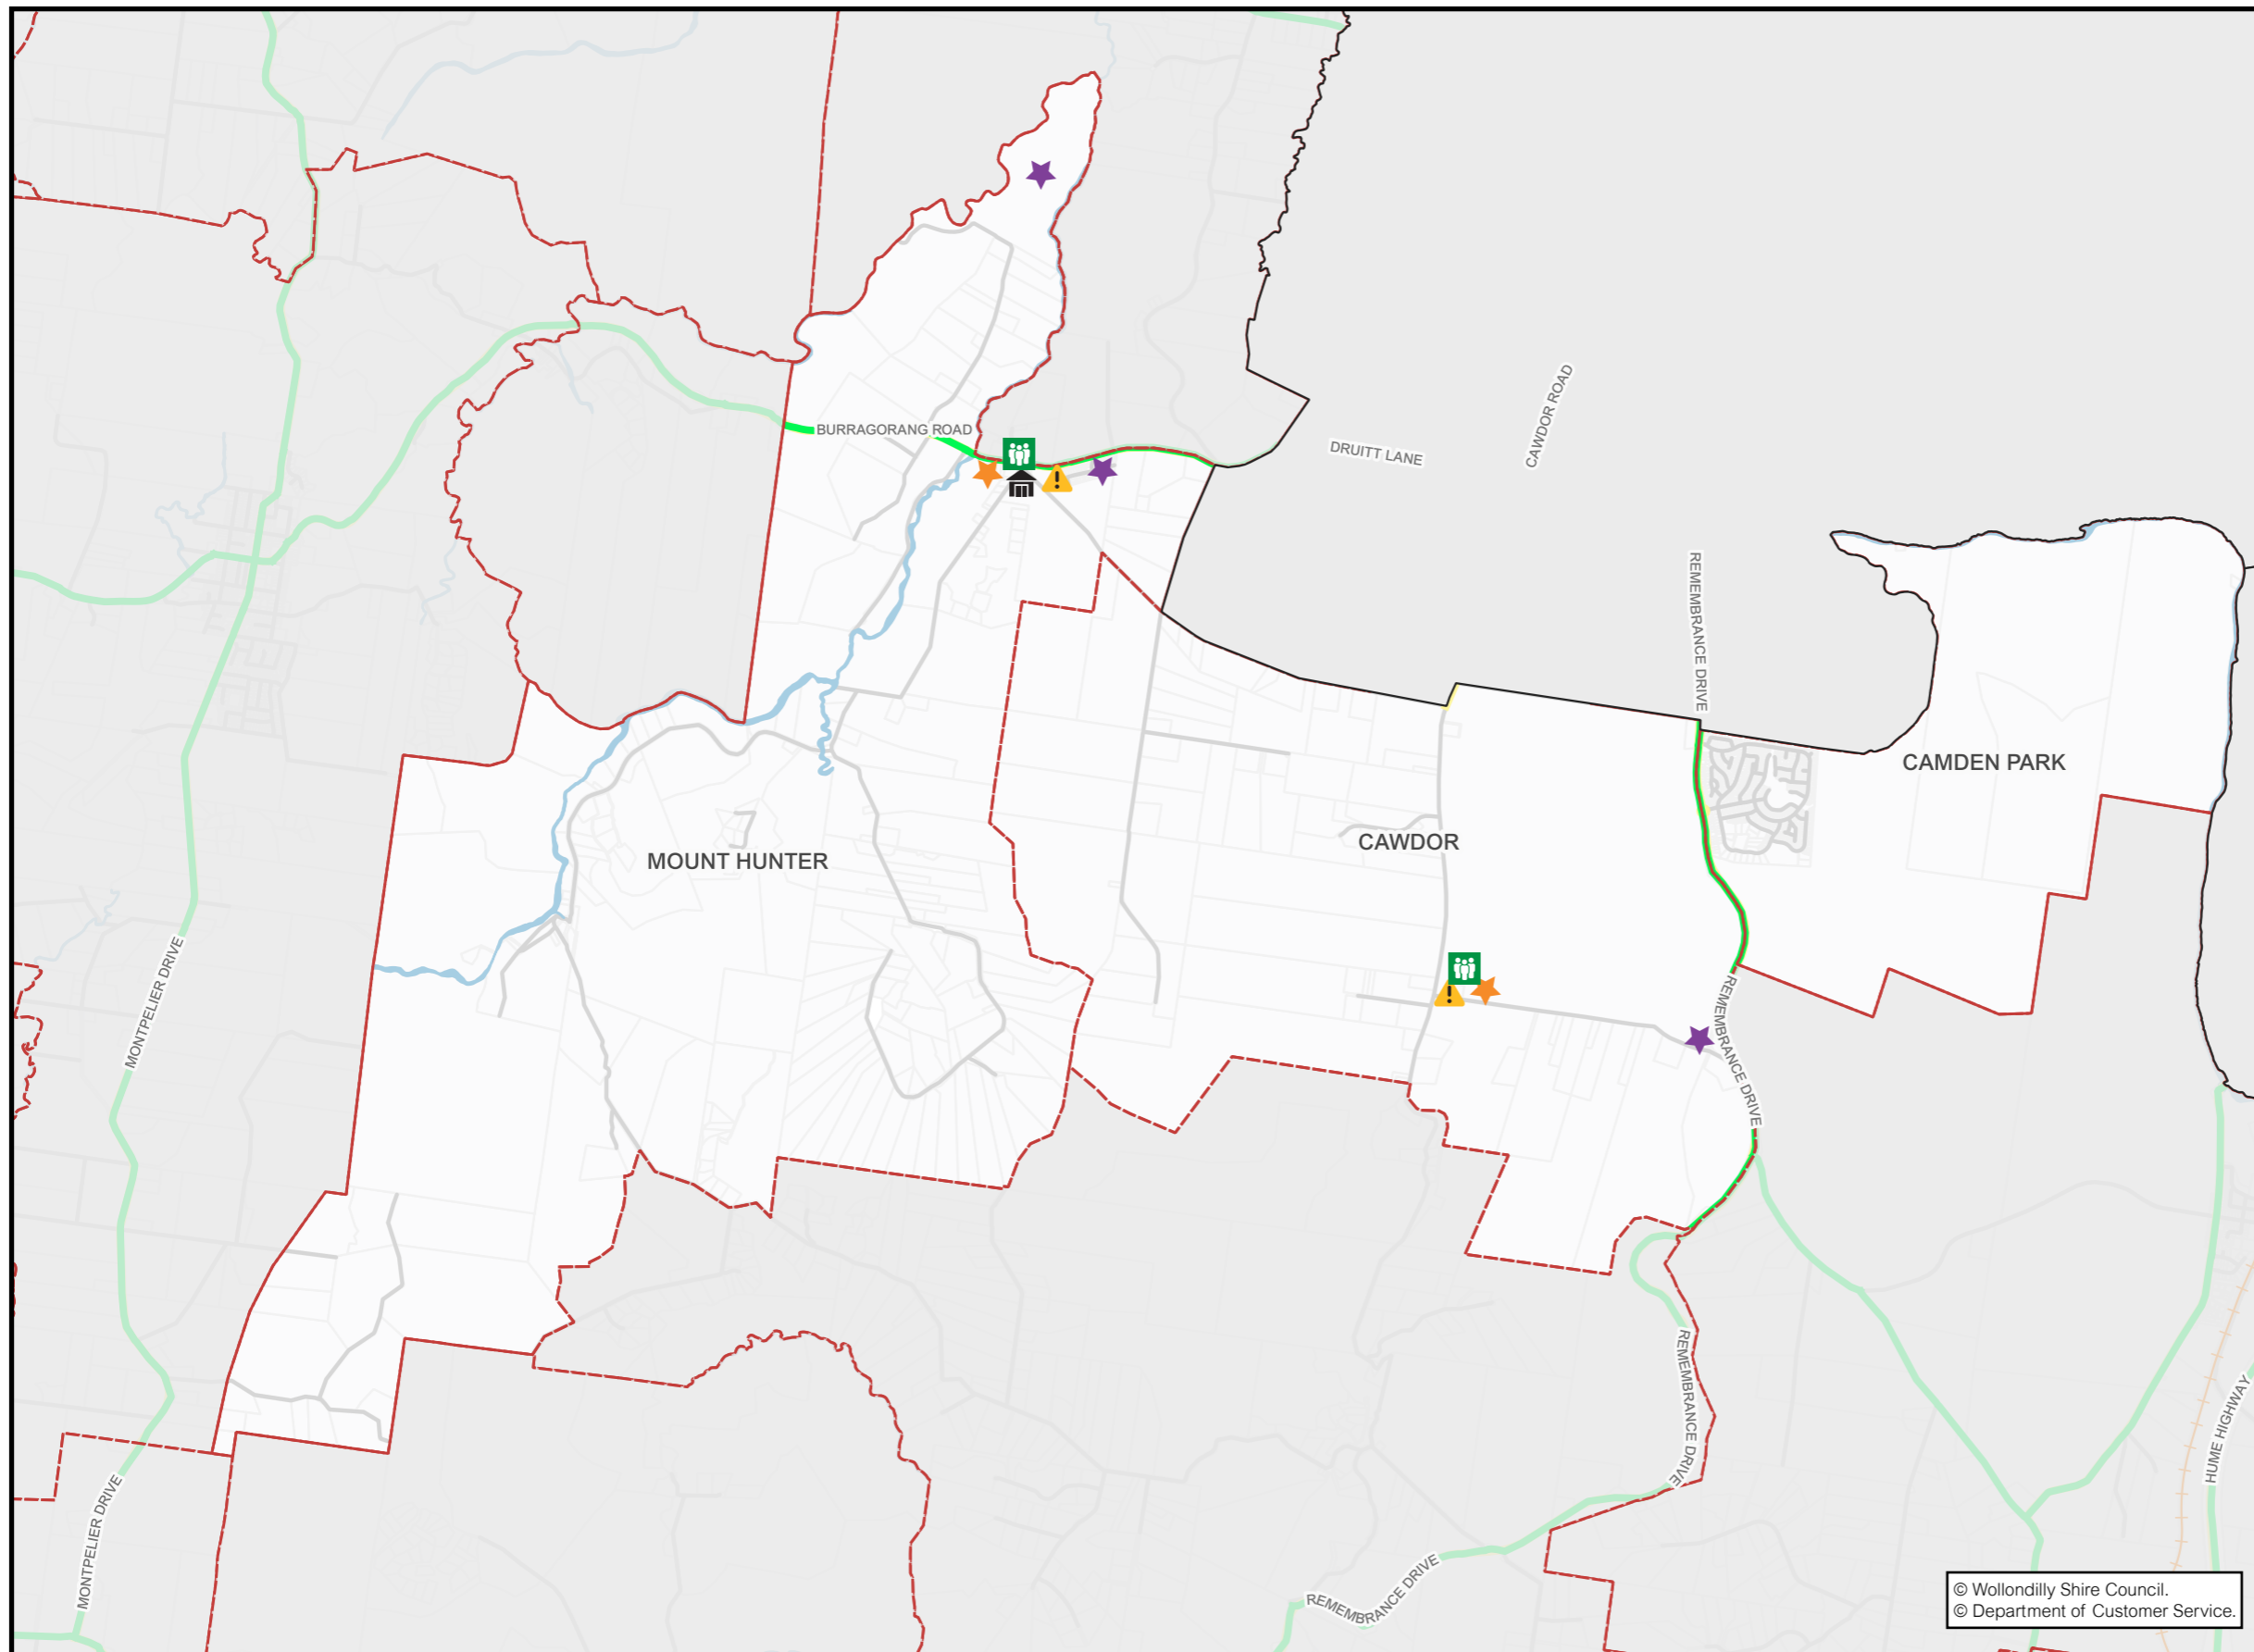 BURRAGORANG ROAD
DRUITT LANE
CAWDOR ROAD
REMEMBRANCE DRIVE
CAMDEN PARK
CAWDOR
MOUNT HUNTER
MONTPELIER DRIVE
REMEMBRANCE DRIVE
REMEMBRANCE DRIVE
HUME HIGHWAY
MONTPELIER DRIVE
REMEMBRANCE DRIVE
© Wollondilly Shire Council.
© Department of Customer Service.